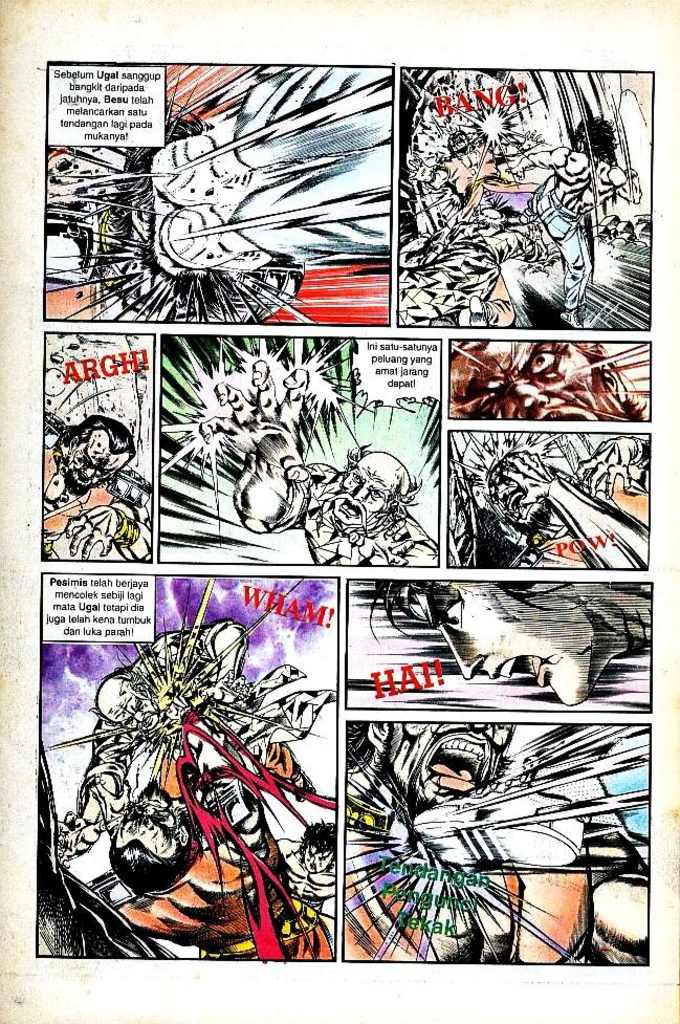 Sebelum Ugal sanggup
bangkit daripada
jatuhnya, Besu telah
melancarkan satu
tendangan lagi pada
mukanya!
BANG!
ARGH!
Ini satu-satunya
peluang yang
amat jarang
dapat!
POW!
Pesimis telah berjaya
mencolek sebiji lagi
mata Ugal tetapi dia
juga telah kena tumbuk
dan luka parah!
WHAM!
HAI!
Tendangan
Pengunci
Tekak